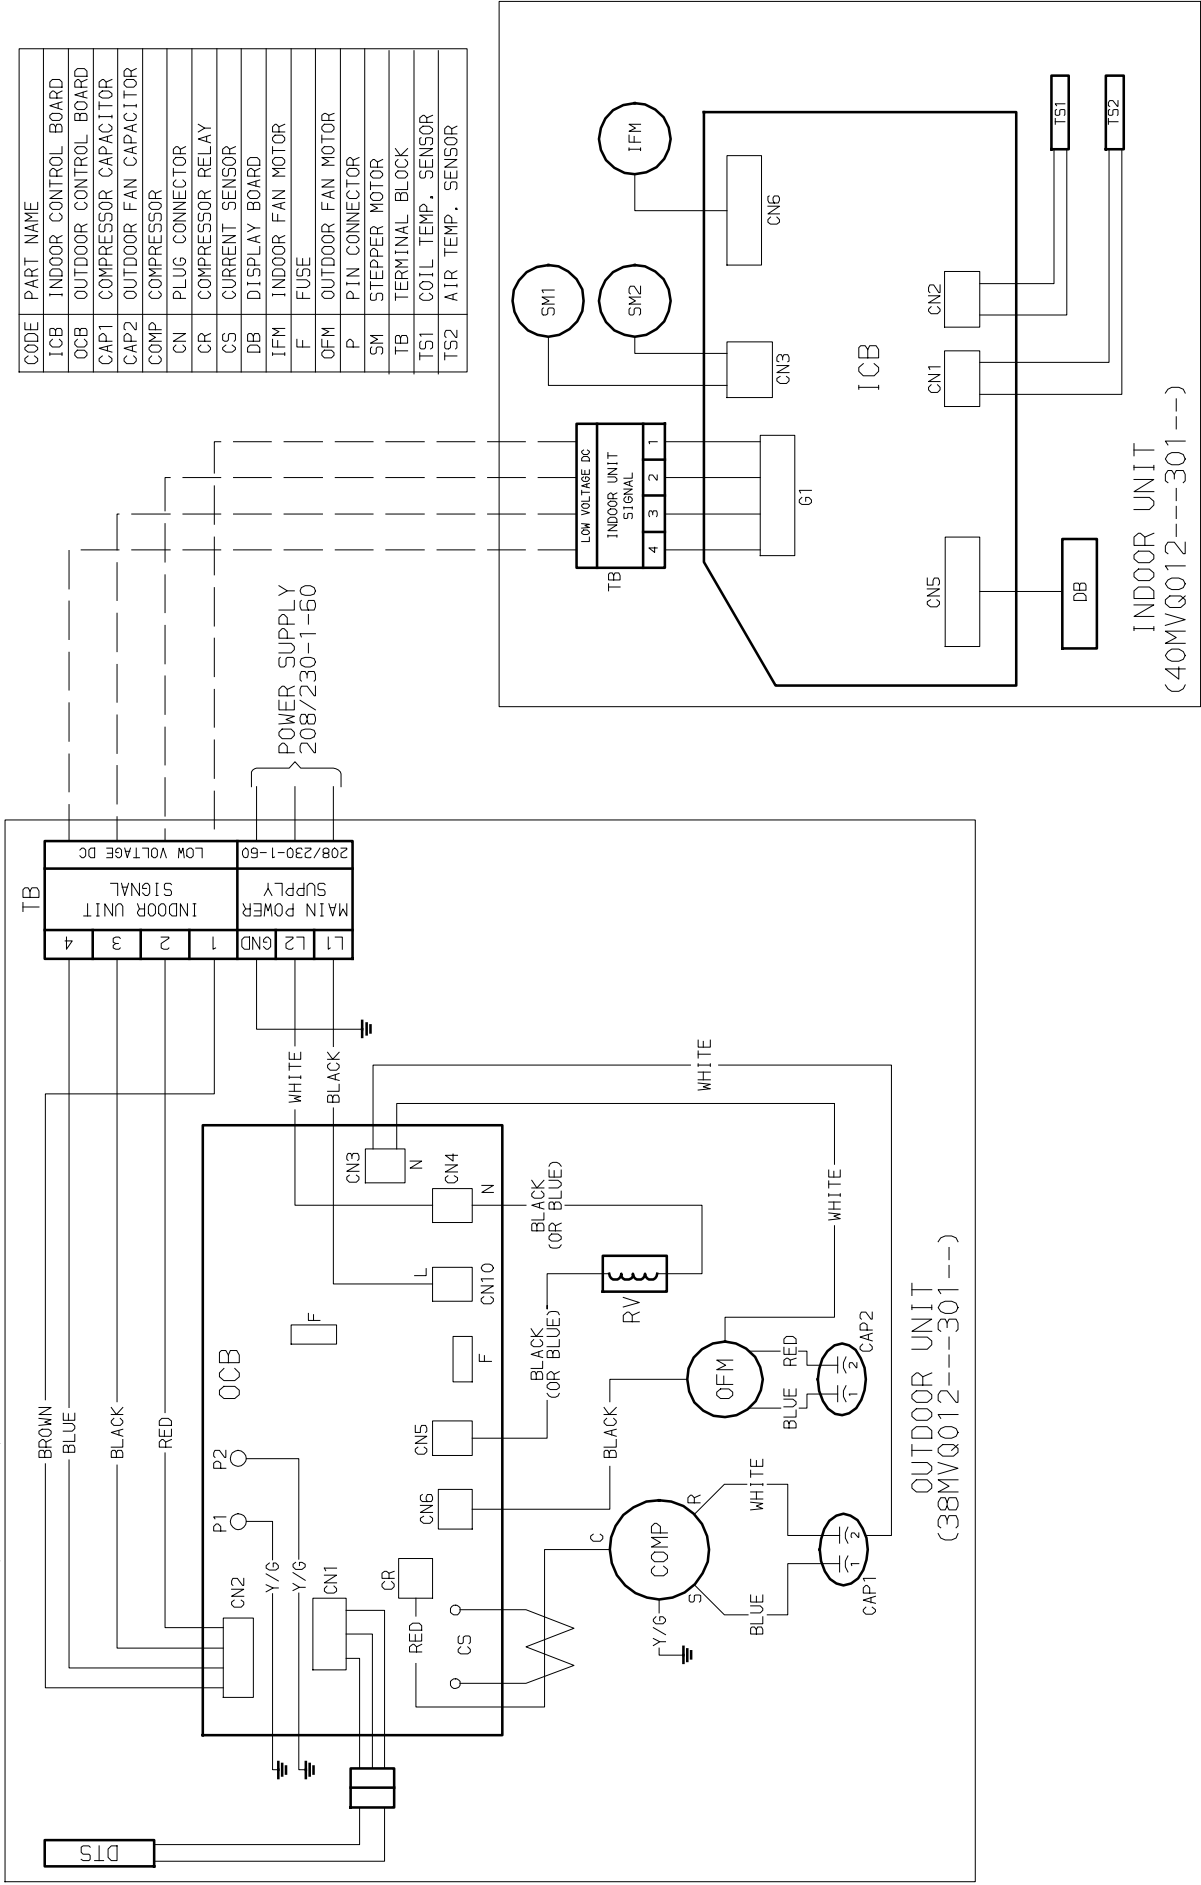 CODE PART NAME
ICB INDOOR CONTROL BOARD
OCB OUTDOOR CONTROL BOARD
CAP1 COMPRESSOR CAPACITOR
CAP2 OUTDOOR FAN CAPACITOR
COMP COMPRESSOR
CN PLUG CONNECTOR
CR COMPRESSOR RELAY
CS CURRENT SENSOR
DB DISPLAY BOARD
IFM INDOOR FAN MOTOR
F FUSE
OFM OUTDOOR FAN MOTOR
P PIN CONNECTOR
SM STEPPER MOTOR
TB TERMINAL BLOCK
TS1 COIL TEMP. SENSOR
TS2 AIR TEMP. SENSOR
DTS
BROWN
BLUE
BLACK
RED
TB
4
3
2
1
GND
L2
L1
INDOOR UNIT
SIGNAL
MAIN POWER
SUPPLY
LOW VOLTAGE DC
208/230-1-60
POWER SUPPLY
208/230-1-60
WHITE
BLACK
OCB
P1
P2
Y/G
Y/G
CN2
CN1
F
L
CN10
CN3
N
CN4
N
CR
CN6
CN5
F
RED
CS
BLACK
(OR BLUE)
BLACK
(OR BLUE)
RV
BLACK
WHITE
WHITE
C
COMP
R
S
Y/G
WHITE
BLUE
CAP1
1
2
OFM
RED
BLUE
CAP2
1
2
OUTDOOR UNIT
(38MVQ012---301--)
TB
LOW VOLTAGE DC
INDOOR UNIT
SIGNAL
4
3
2
1
G1
SM1
SM2
IFM
CN3
CN6
ICB
CN5
CN1
CN2
DB
TS1
TS2
INDOOR UNIT
(40MVQ012---301--)